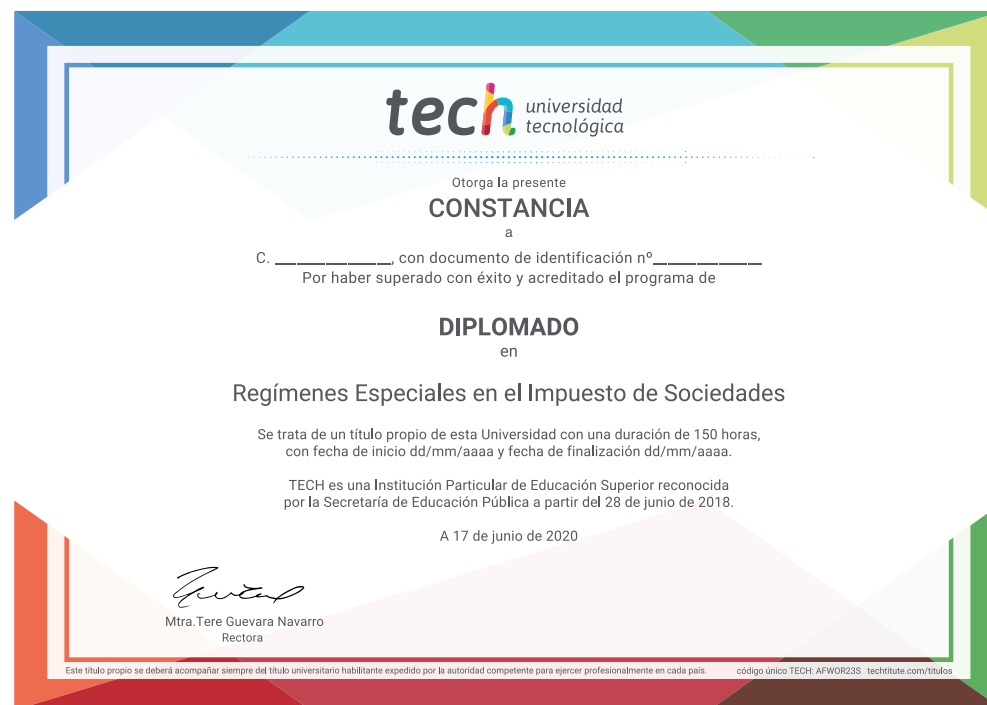 tech universidad
tecnológica
Otorga la presente
CONSTANCIA
a
C. ______________, con documento de identificación nº_____________
Por haber superado con éxito y acreditado el programa de
DIPLOMADO
en
Regímenes Especiales en el Impuesto de Sociedades
Se trata de un título propio de esta Universidad con una duración de 150 horas,
con fecha de inicio dd/mm/aaaa y fecha de finalización dd/mm/aaaa.
TECH es una Institución Particular de Educación Superior reconocida
por la Secretaría de Educación Pública a partir del 28 de junio de 2018.
A 17 de junio de 2020
Mtra.Tere Guevara Navarro
Rectora
Este título propio se deberá acompañar siempre del título universitario habilitante expedido por la autoridad competente para ejercer profesionalmente en cada país. código único TECH: AFWOR23S techtitute.com/titulos